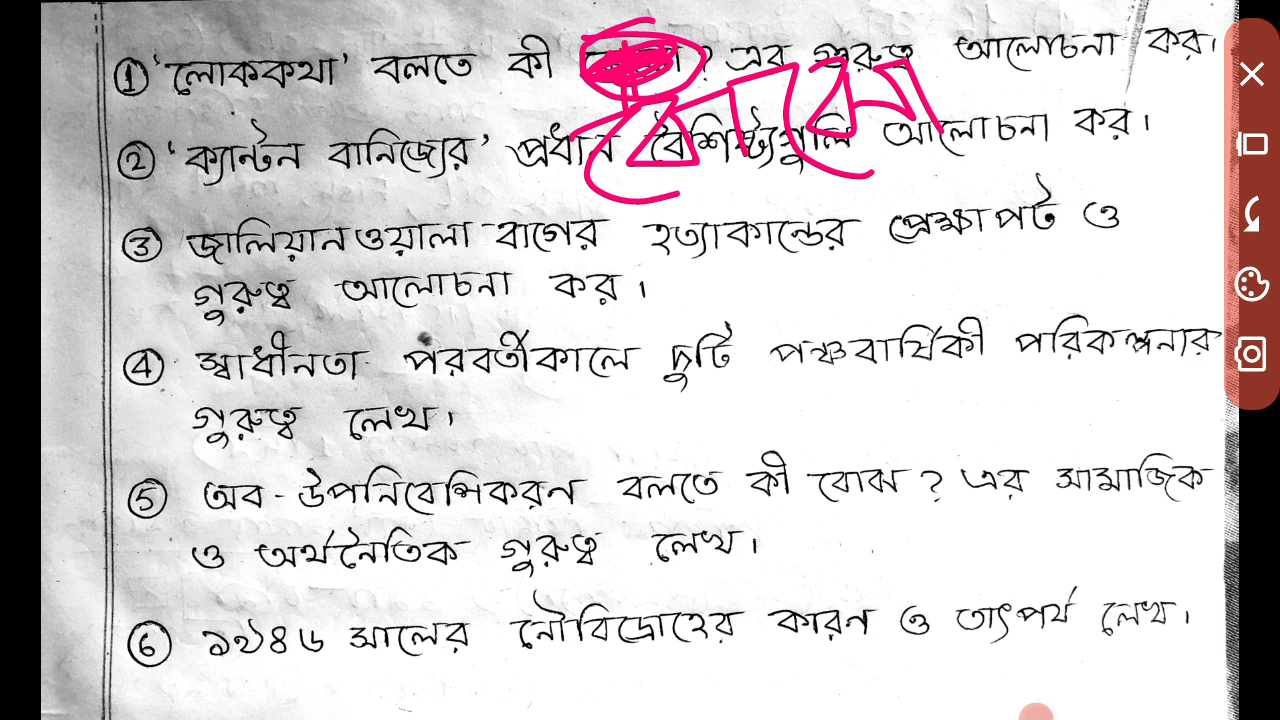 ① 'লোককথা' বলতে কী ? এর গুরুত্ব আলোচনা কর।
② 'ক্যান্টন বানিজ্যের' প্রধান বৈশিষ্ট্যগুলি আলোচনা কর।
③ জালিয়ানওয়ালা বাগের হত্যাকান্ডের প্রেক্ষাপট ও
গুরুত্ব আলোচনা কর।
④ স্বাধীনতা পরবর্তীকালে দুটি পঞ্চবার্ষিকী পরিকল্পনার
গুরুত্ব লেখ।
⑤ অব-উপনিবেশিকরন বলতে কী বোঝ? এর সামাজিক
ও অর্থনৈতিক গুরুত্ব লেখ।
⑥ ১৯৪৬ সালের নৌবিদ্রোহের কারন ও তাৎপর্য লেখ।